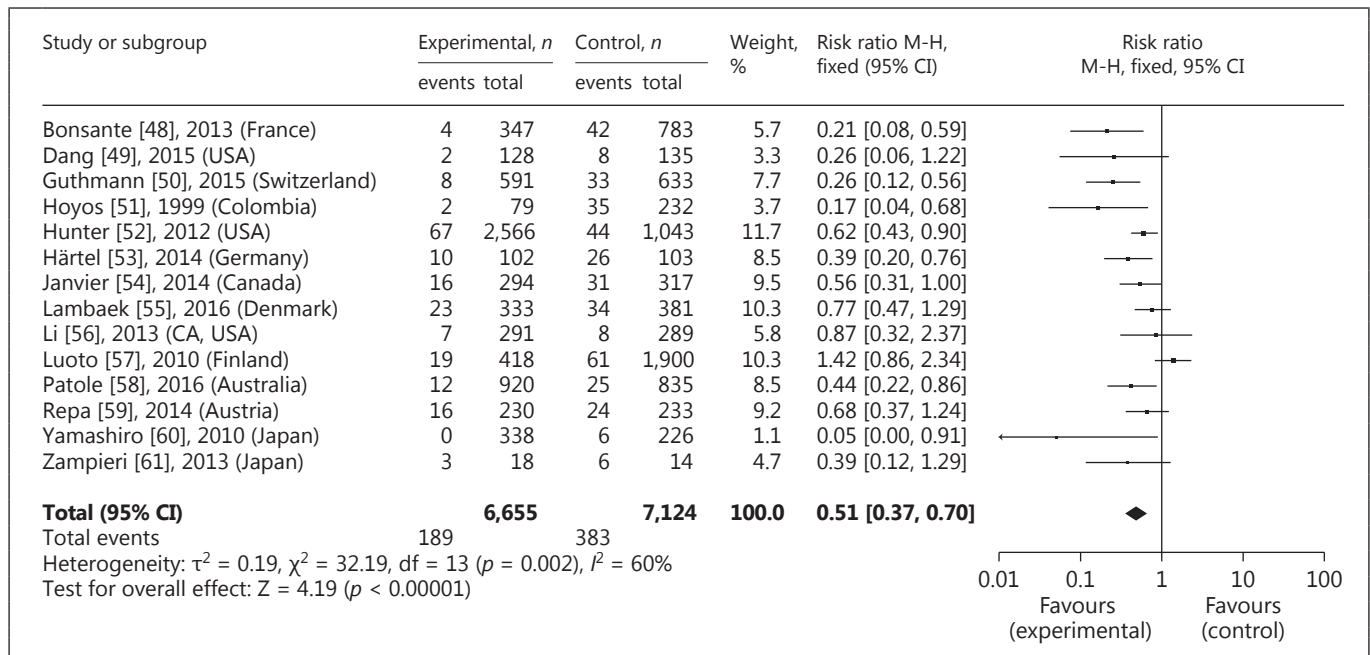 Study or subgroup Experimental, n Control, n Weight, Risk ratio M-H, Risk ratio
events total events total % fixed (95% CI) M-H, fixed, 95% CI
Bonsante [48], 2013 (France) 4 347 42 783 5.7 0.21 [0.08, 0.59]
Dang [49], 2015 (USA) 2 128 8 135 3.3 0.26 [0.06, 1.22]
Guthmann [50], 2015 (Switzerland) 8 591 33 633 7.7 0.26 [0.12, 0.56]
Hoyos [51], 1999 (Colombia) 2 79 35 232 3.7 0.17 [0.04, 0.68]
Hunter [52], 2012 (USA) 67 2,566 44 1,043 11.7 0.62 [0.43, 0.90]
Härtel [53], 2014 (Germany) 10 102 26 103 8.5 0.39 [0.20, 0.76]
Janvier [54], 2014 (Canada) 16 294 31 317 9.5 0.56 [0.31, 1.00]
Lambaek [55], 2016 (Denmark) 23 333 34 381 10.3 0.77 [0.47, 1.29]
Li [56], 2013 (CA, USA) 7 291 8 289 5.8 0.87 [0.32, 2.37]
Luoto [57], 2010 (Finland) 19 418 61 1,900 10.3 1.42 [0.86, 2.34]
Patole [58], 2016 (Australia) 12 920 25 835 8.5 0.44 [0.22, 0.86]
Repa [59], 2014 (Austria) 16 230 24 233 9.2 0.68 [0.37, 1.24]
Yamashiro [60], 2010 (Japan) 0 338 6 226 1.1 0.05 [0.00, 0.91]
Zampieri [61], 2013 (Japan) 3 18 6 14 4.7 0.39 [0.12, 1.29]
Total (95% CI) 6,655 7,124 100.0 0.51 [0.37, 0.70]
Total events 189 383
Heterogeneity: τ² = 0.19, χ² = 32.19, df = 13 (p = 0.002), I² = 60%
Test for overall effect: Z = 4.19 (p < 0.00001)
0.01 0.1 1 10 100
Favours Favours
(experimental) (control)